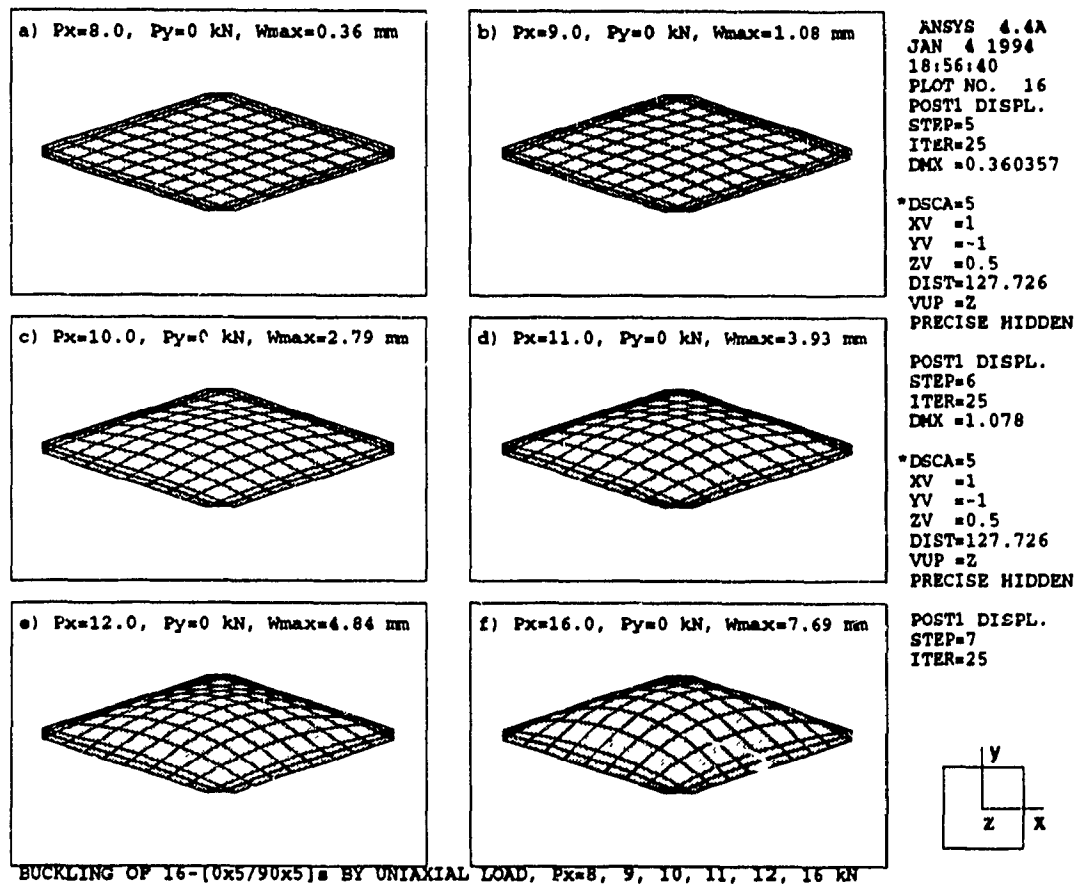 a) Px=8.0, Py=0 kN, Wmax=0.36 mm
b) Px=9.0, Py=0 kN, Wmax=1.08 mm
c) Px=10.0, Py=0 kN, Wmax=2.79 mm
d) Px=11.0, Py=0 kN, Wmax=3.93 mm
e) Px=12.0, Py=0 kN, Wmax=4.84 mm
f) Px=16.0, Py=0 kN, Wmax=7.69 mm
ANSYS 4.4A
JAN 4 1994
18:56:40
PLOT NO. 16
POST1 DISPL.
STEP=5
ITER=25
DMX =0.360357
*DSCA=5
XV =1
YV =-1
ZV =0.5
DIST=127.726
VUP =Z
PRECISE HIDDEN
POST1 DISPL.
STEP=6
ITER=25
DMX =1.078
*DSCA=5
XV =1
YV =-1
ZV =0.5
DIST=127.726
VUP =Z
PRECISE HIDDEN
POST1 DISPL.
STEP=7
ITER=25
y
z x
BUCKLING OF 16-[0x5/90x5]s BY UNIAXIAL LOAD, Px=8, 9, 10, 11, 12, 16 kN